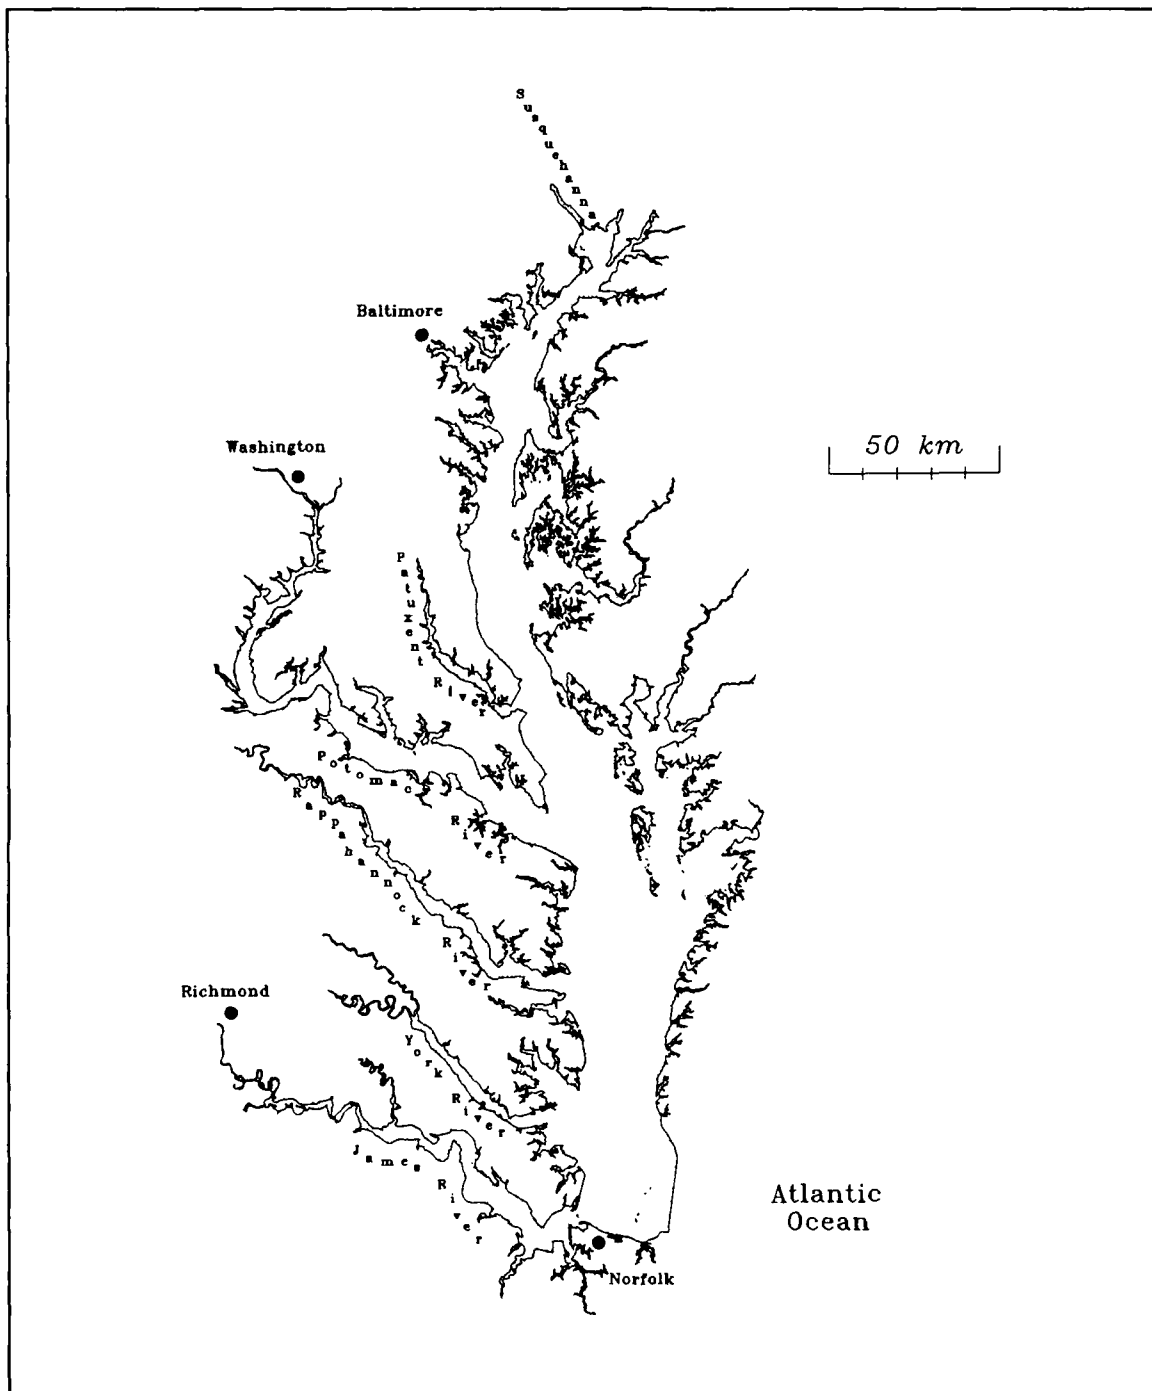 Susquehanna
Baltimore
Washington
50 km
Patuxent River
Potomac River
Rappahannock River
Richmond
York River
James River
Atlantic
Ocean
Norfolk